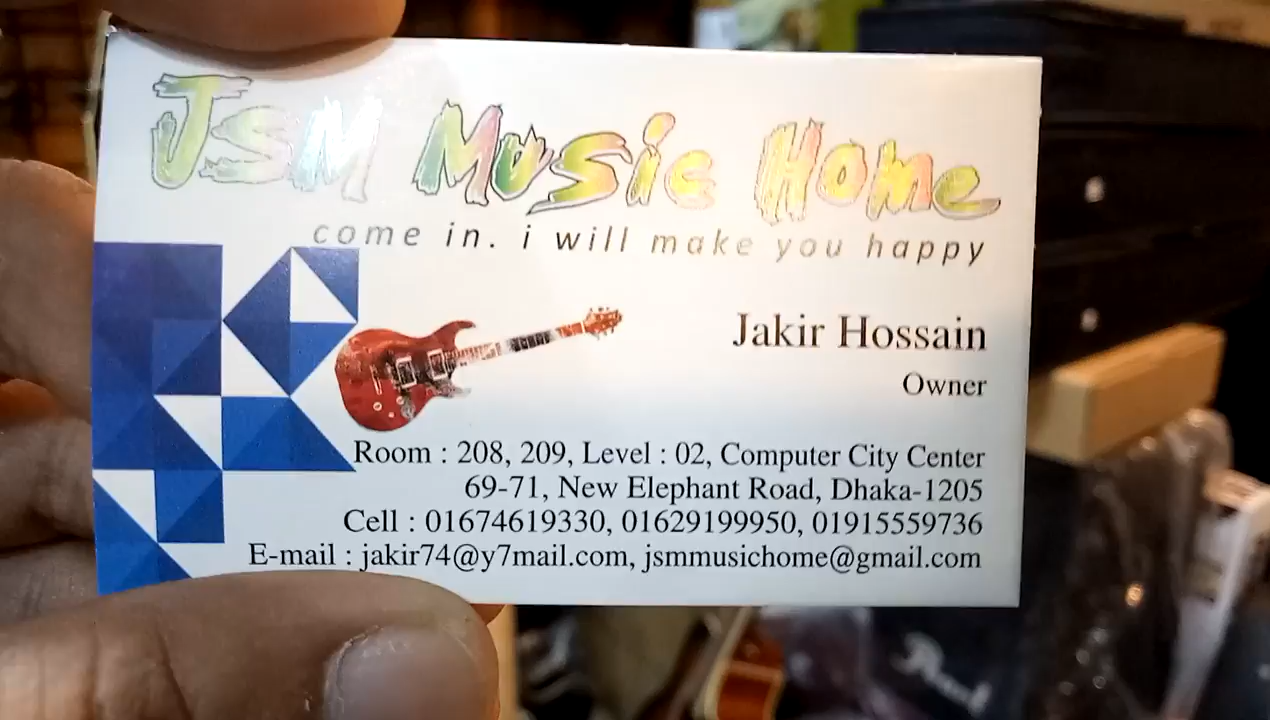 JSM Music Home
come in. i will make you happy
Jakir Hossain
Owner
Room : 208, 209, Level : 02, Computer City Center
69-71, New Elephant Road, Dhaka-1205
Cell : 01674619330, 01629199950, 01915559736
E-mail : jakir74@y7mail.com, jsmmusichome@gmail.com
Pearl